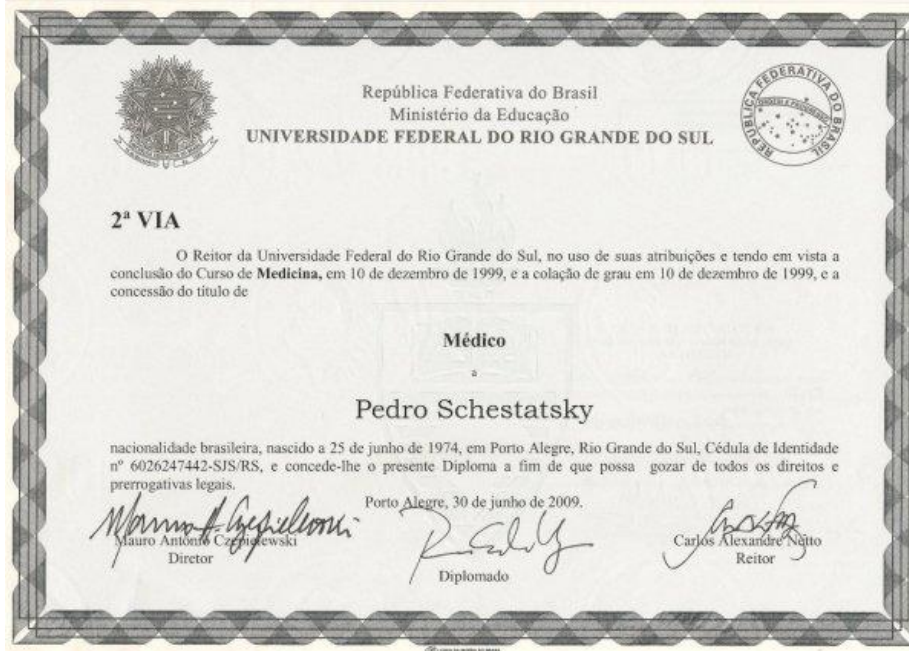 República Federativa do Brasil
Ministério da Educação
UNIVERSIDADE FEDERAL DO RIO GRANDE DO SUL
REPÚBLICA FEDERATIVA DO BRASIL
ORDEM E PROGRESSO
2ª VIA
O Reitor da Universidade Federal do Rio Grande do Sul, no uso de suas atribuições e tendo em vista a
conclusão do Curso de Medicina, em 10 de dezembro de 1999, e a colação de grau em 10 de dezembro de 1999, e a
concessão do título de
Médico
a
Pedro Schestatsky
nacionalidade brasileira, nascido a 25 de junho de 1974, em Porto Alegre, Rio Grande do Sul, Cédula de Identidade
nº 6026247442-SJS/RS, e concede-lhe o presente Diploma a fim de que possa gozar de todos os direitos e
prerrogativas legais.
Porto Alegre, 30 de junho de 2009.
Mauro Antônio Czepielewski
Diretor
Diplomado
Carlos Alexandre Netto
Reitor